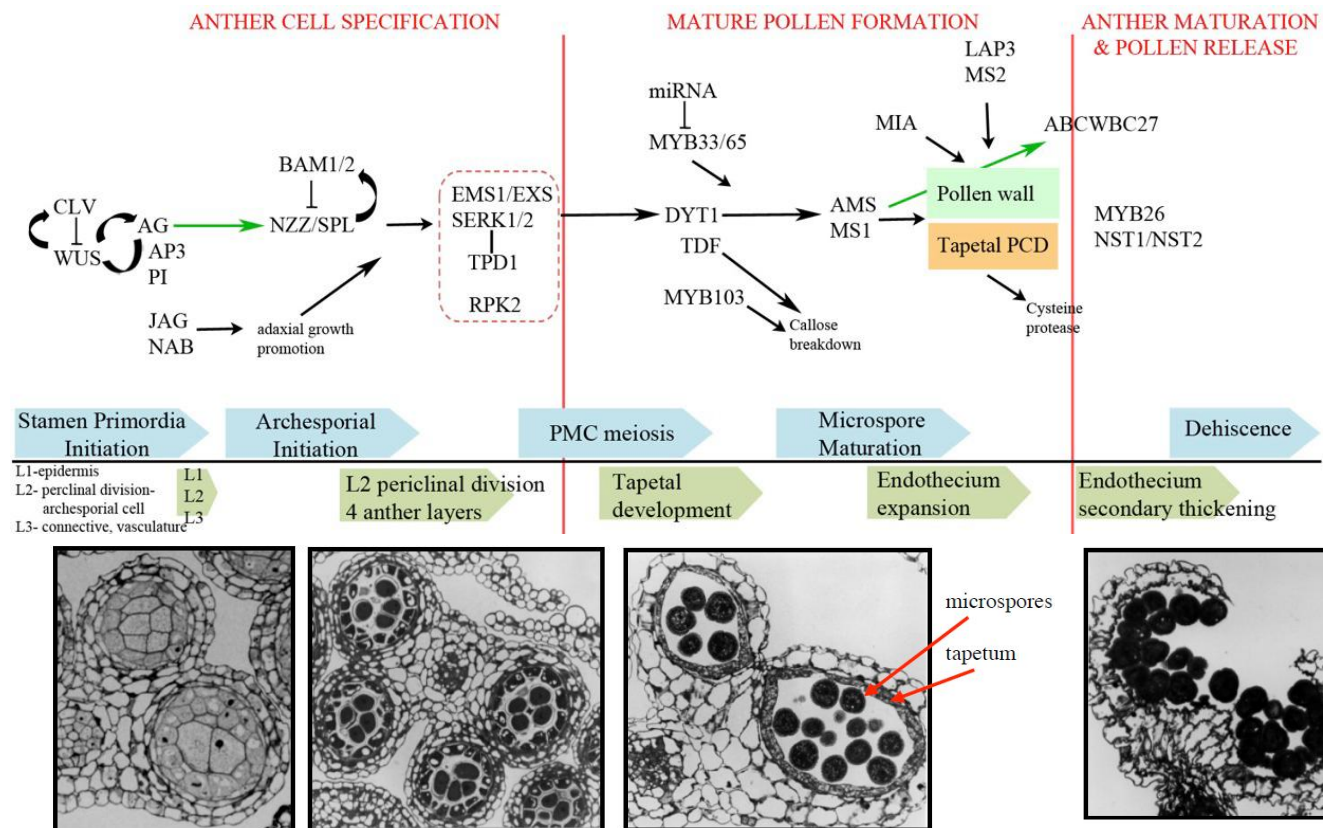 ANTHER CELL SPECIFICATION
MATURE POLLEN FORMATION
ANTHER MATURATION
& POLLEN RELEASE
LAP3
MS2
miRNA
MYB33/65
MIA
ABCWBC27
BAM1/2
EMS1/EXS
SERK1/2
TPD1
RPK2
CLV
WUS
AG
AP3
PI
NZZ/SPL
DYT1
TDF
AMS
MS1
Pollen wall
Tapetal PCD
MYB26
NST1/NST2
JAG
NAB
adaxial growth
promotion
MYB103
Callose
breakdown
Cysteine
protease
Stamen Primordia
Initiation
Archesporial
Initiation
PMC meiosis
Microspore
Maturation
Dehiscence
L1-epidermis
L2- perclinal division-
archesporial cell
L3- connective, vasculature
L1
L2
L3
L2 periclinal division
4 anther layers
Tapetal
development
Endothecium
expansion
Endothecium
secondary thickening
microspores
tapetum